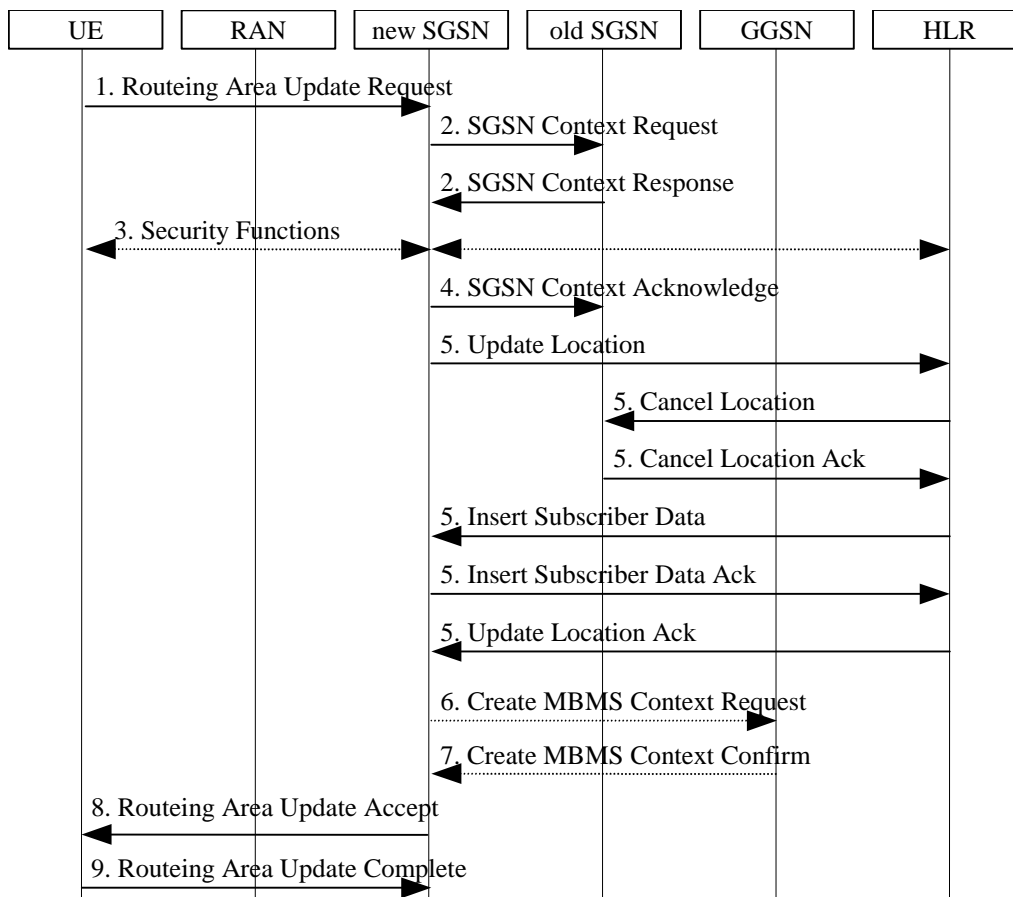 UE
RAN
new SGSN
old SGSN
GGSN
HLR
1. Routeing Area Update Request
2. SGSN Context Request
2. SGSN Context Response
3. Security Functions
4. SGSN Context Acknowledge
5. Update Location
5. Cancel Location
5. Cancel Location Ack
5. Insert Subscriber Data
5. Insert Subscriber Data Ack
5. Update Location Ack
6. Create MBMS Context Request
7. Create MBMS Context Confirm
8. Routeing Area Update Accept
9. Routeing Area Update Complete